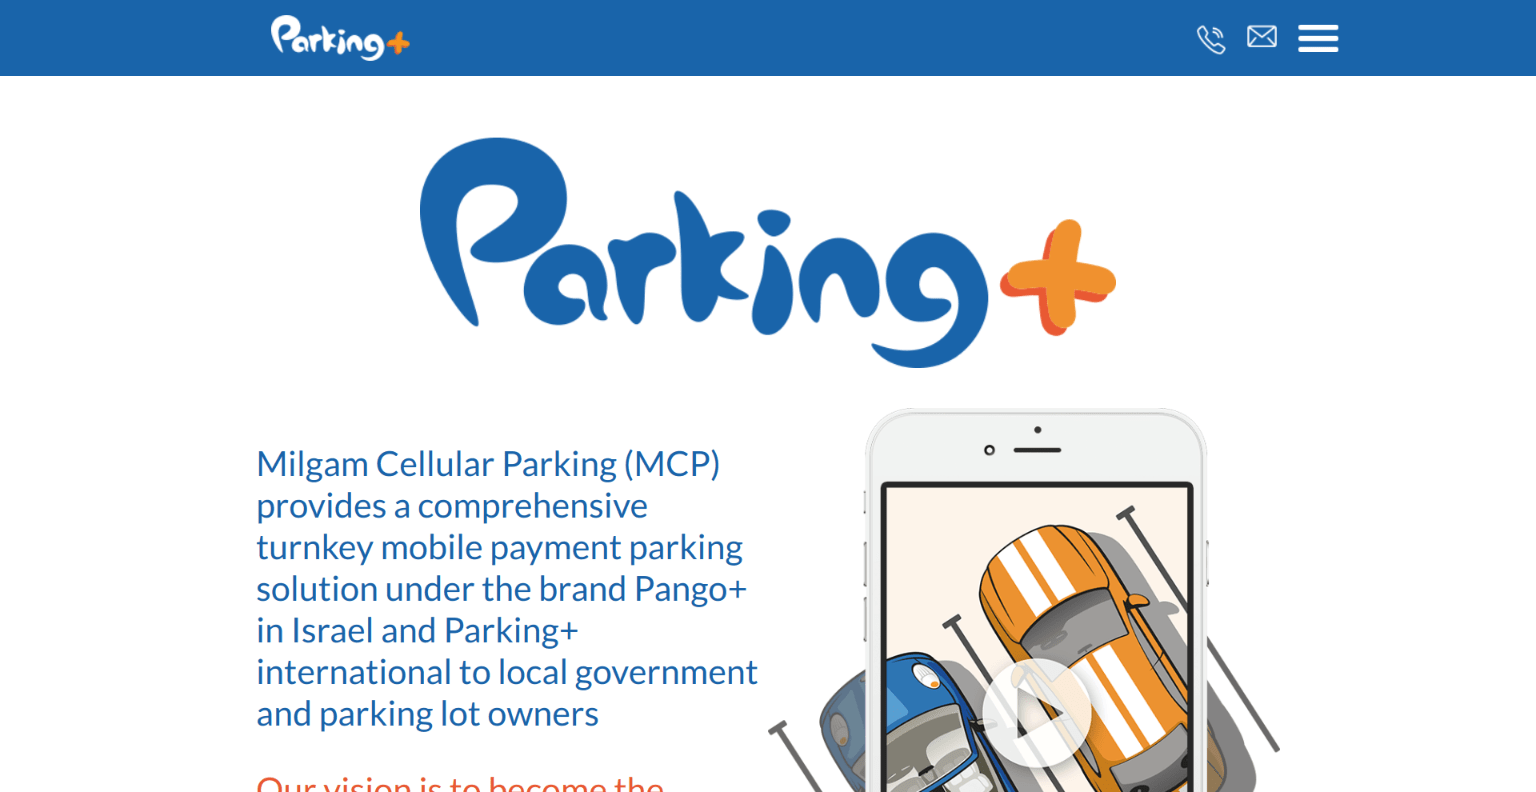 Parking+
Parking+
Milgam Cellular Parking (MCP)
provides a comprehensive
turnkey mobile payment parking
solution under the brand Pango+
in Israel and Parking+
international to local government
and parking lot owners
Our vision is to become the